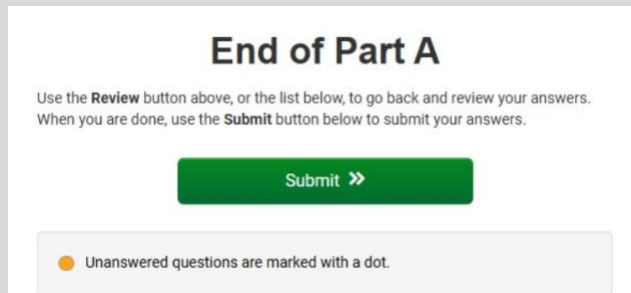 End of Part A
Use the Review button above, or the list below, to go back and review your answers.
When you are done, use the Submit button below to submit your answers.
Submit »
Unanswered questions are marked with a dot.